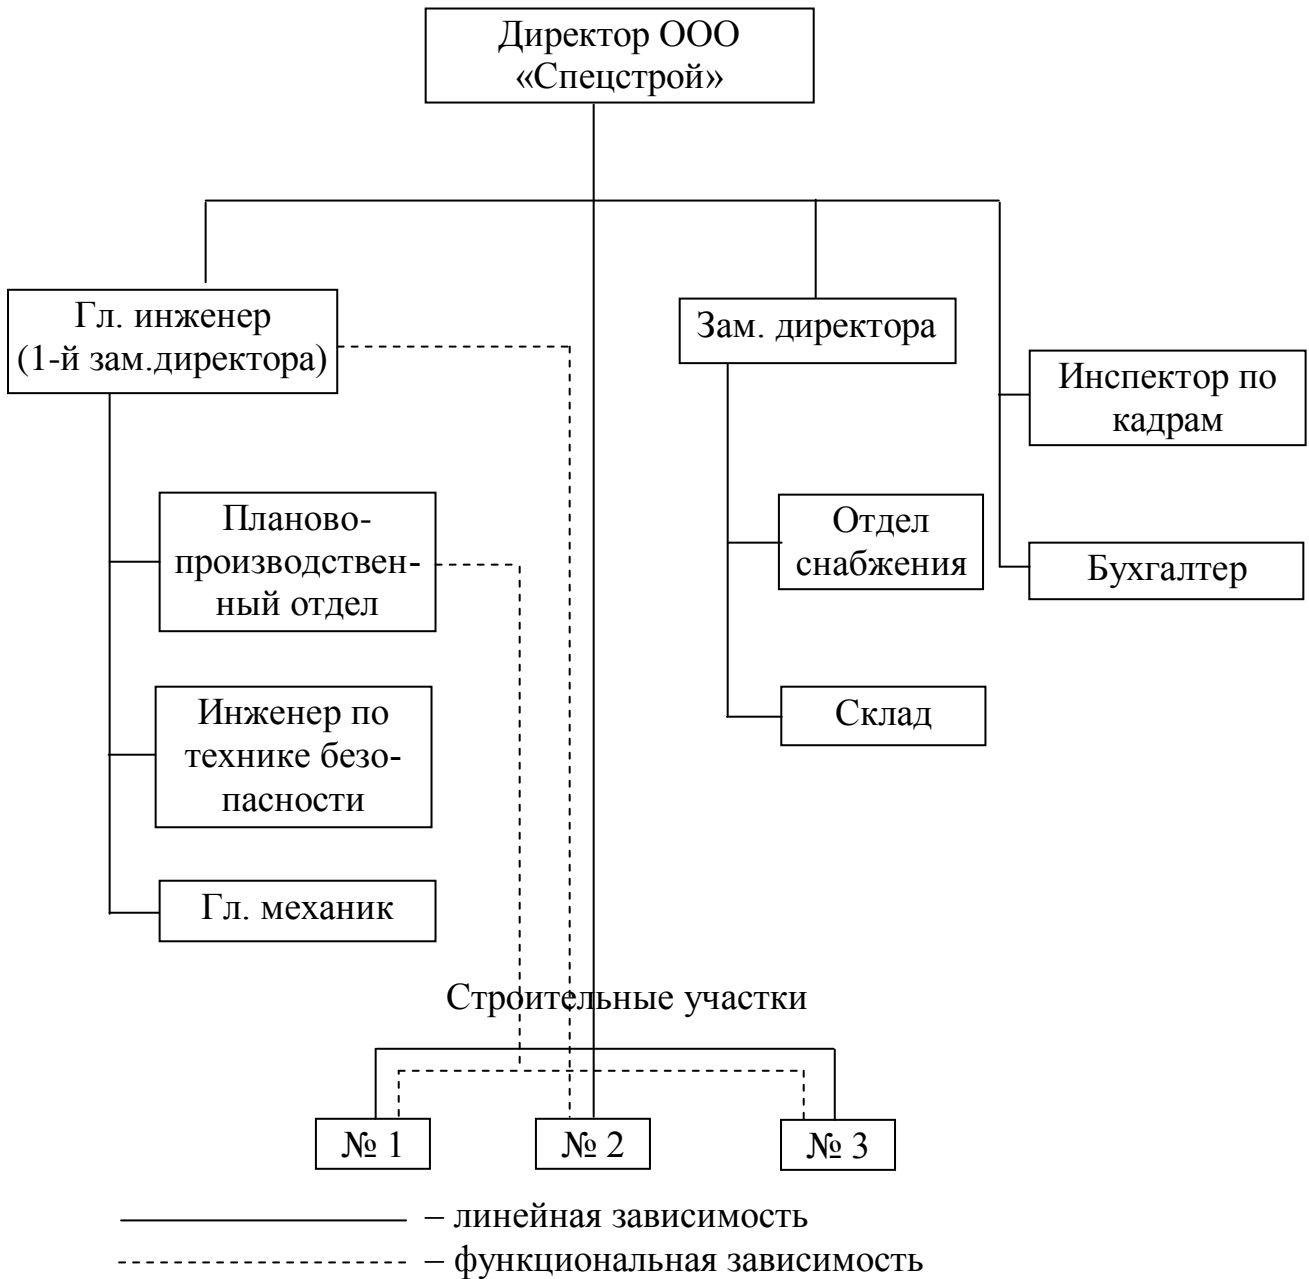 Директор ООО
«Спецстрой»
Гл. инженер
(1-й зам.директора)
Зам. директора
Инспектор по
кадрам
Планово-
производствен-
ный отдел
Отдел
снабжения
Бухгалтер
Инженер по
технике безо-
пасности
Склад
Гл. механик
Строительные участки
№ 1
№ 2
№ 3
– линейная зависимость
– функциональная зависимость